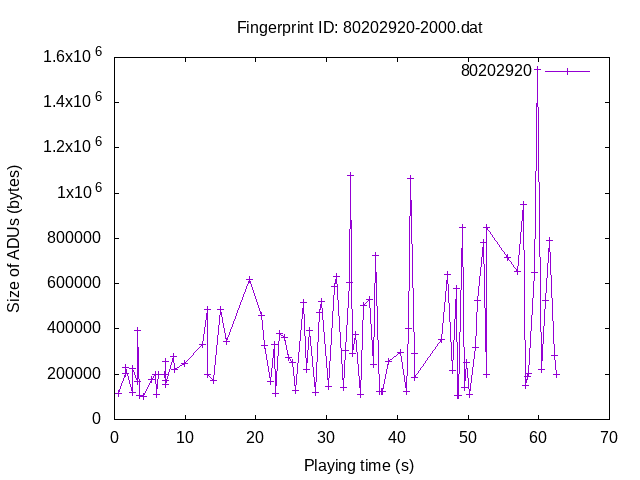 Fingerprint ID: 80202920-2000.dat
80202920
Size of ADUs (bytes)
1.6x10^6
1.4x10^6
1.2x10^6
1x10^6
800000
600000
400000
200000
0
0 10 20 30 40 50 60 70
Playing time (s)